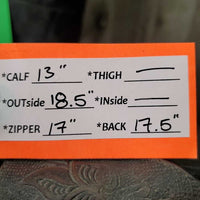 *CALF 13" *THIGH —
*OUTside 18.5" *INside —
*ZIPPER 17" *BACK 17.5"